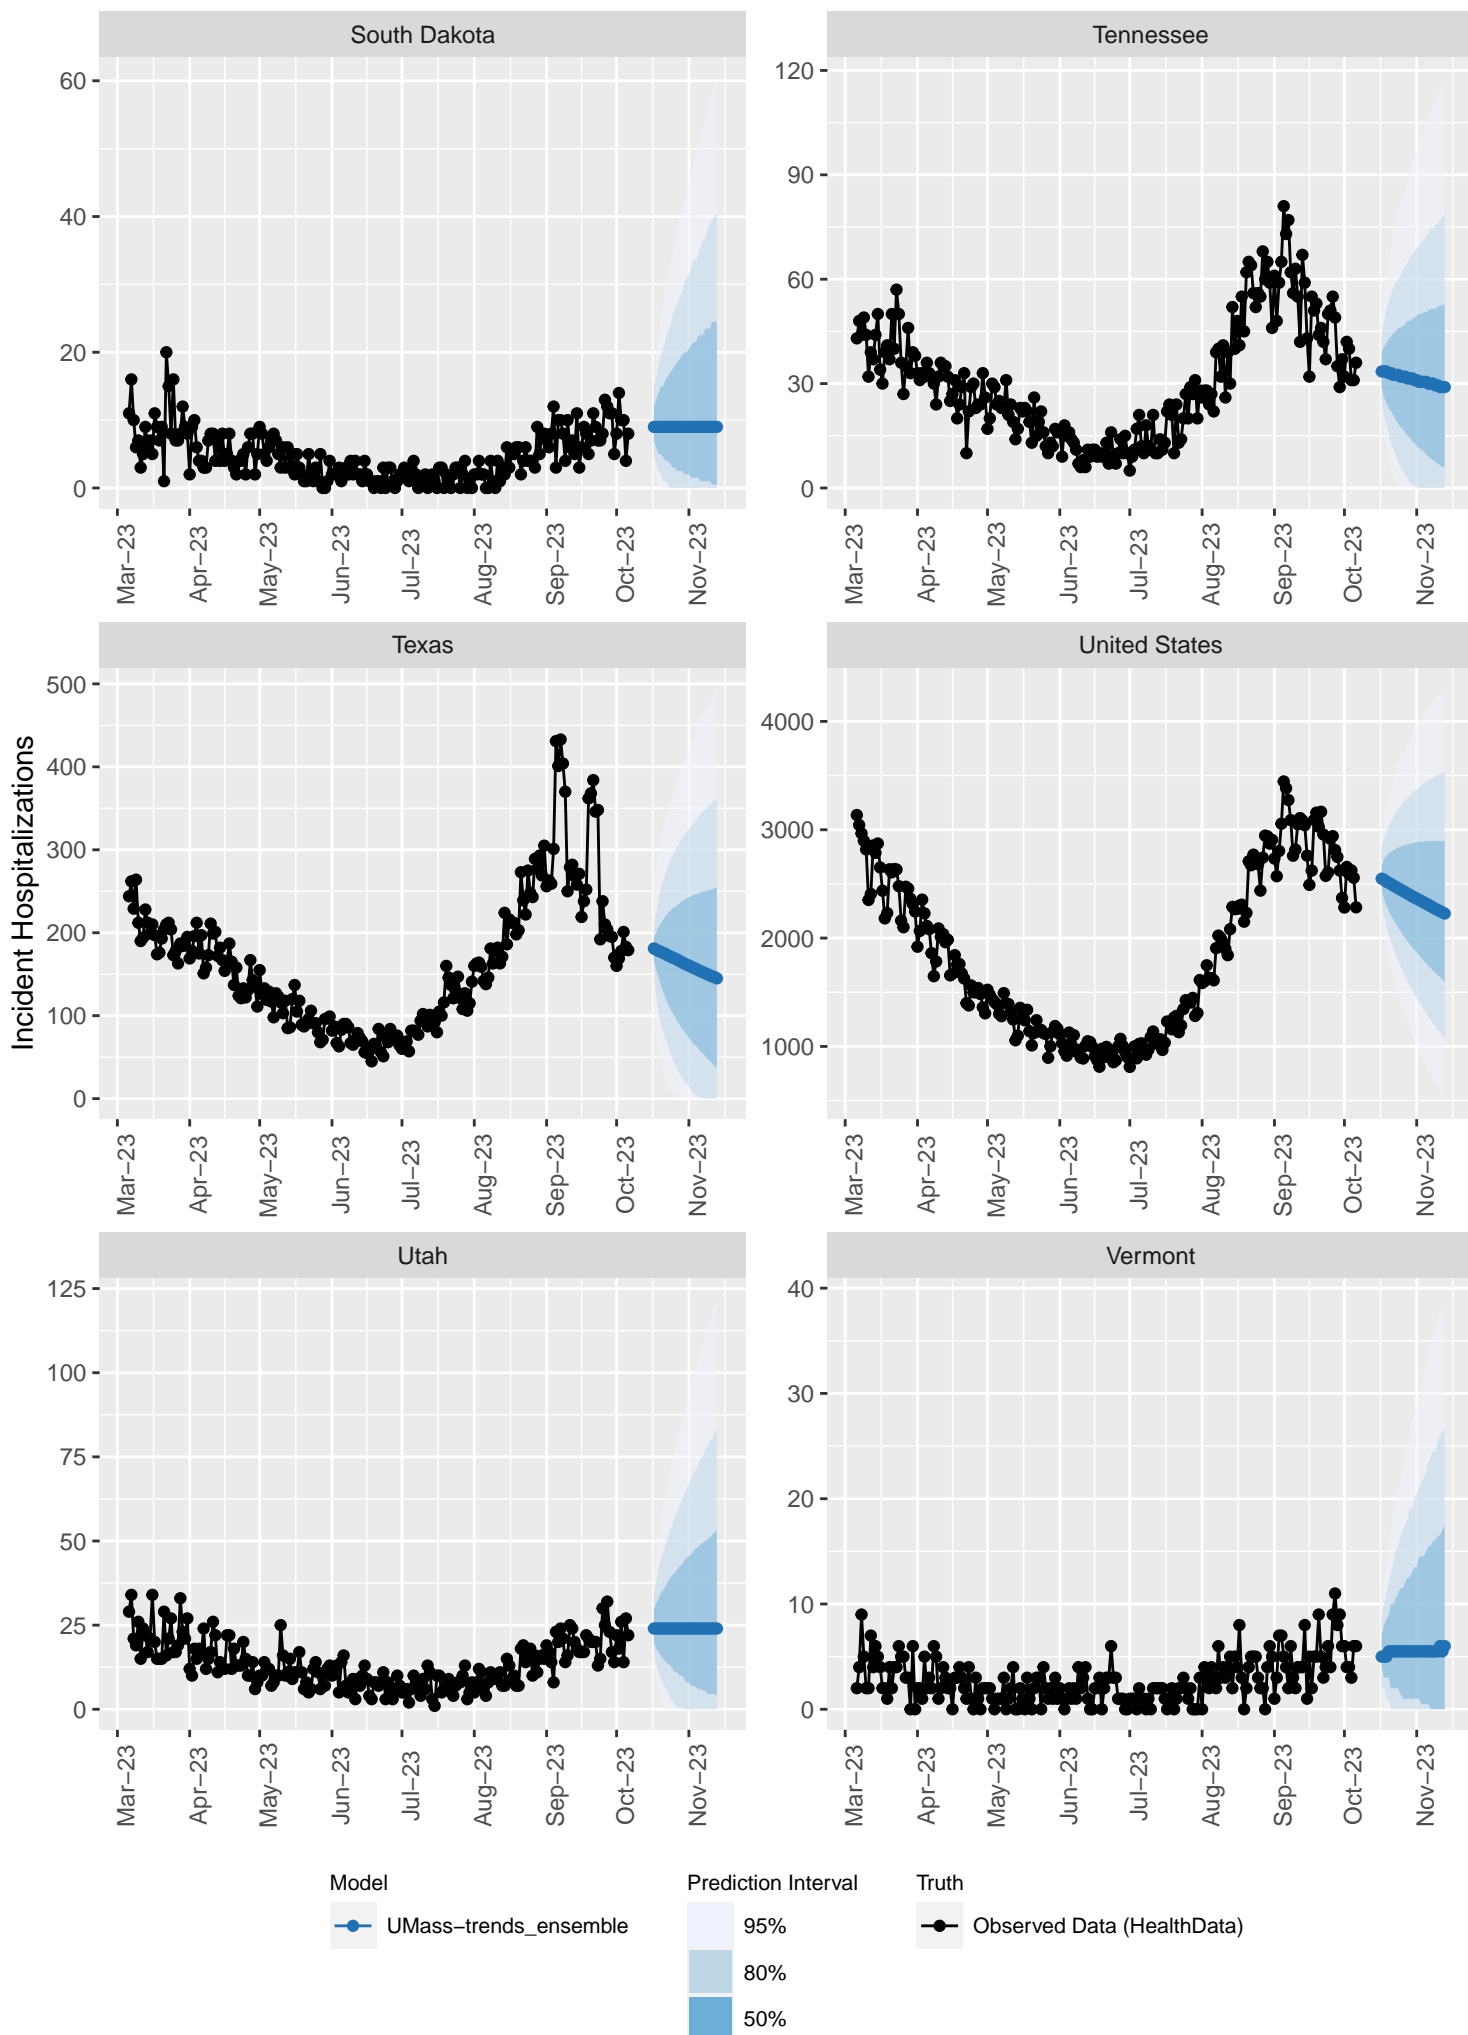 South Dakota
Tennessee
60
40
20
0
120
90
60
30
0
Mar−23
Apr−23
May−23
Jun−23
Jul−23
Aug−23
Sep−23
Oct−23
Nov−23
Mar−23
Apr−23
May−23
Jun−23
Jul−23
Aug−23
Sep−23
Oct−23
Nov−23
Texas
United States
Incident Hospitalizations
500
400
300
200
100
0
4000
3000
2000
1000
Mar−23
Apr−23
May−23
Jun−23
Jul−23
Aug−23
Sep−23
Oct−23
Nov−23
Mar−23
Apr−23
May−23
Jun−23
Jul−23
Aug−23
Sep−23
Oct−23
Nov−23
Utah
Vermont
125
100
75
50
25
0
40
30
20
10
0
Mar−23
Apr−23
May−23
Jun−23
Jul−23
Aug−23
Sep−23
Oct−23
Nov−23
Mar−23
Apr−23
May−23
Jun−23
Jul−23
Aug−23
Sep−23
Oct−23
Nov−23
Model
UMass−trends_ensemble
Prediction Interval
95%
80%
50%
Truth
Observed Data (HealthData)